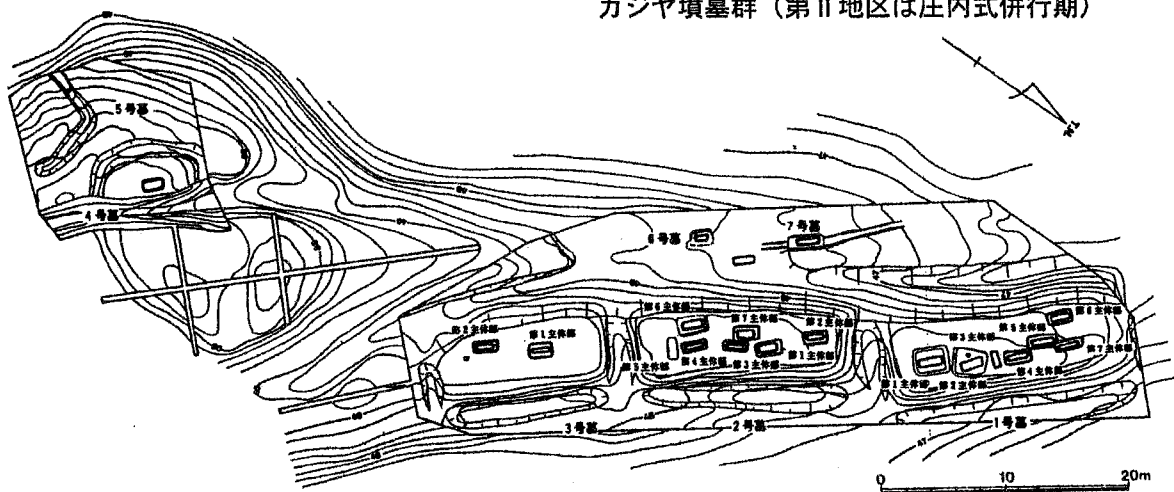 カジヤ墳墓群（第Ⅱ地区は庄内式併行期）
5号墓
4号墓
6号墓
7号墓
第2主体部
第1主体部
第6主体部
第7主体部
第2主体部
第5主体部
第4主体部
第3主体部
第1主体部
第6主体部
第5主体部
第3主体部
第7主体部
第4主体部
第1主体部
第2主体部
3号墓
2号墓
1号墓
47
0 10 20m